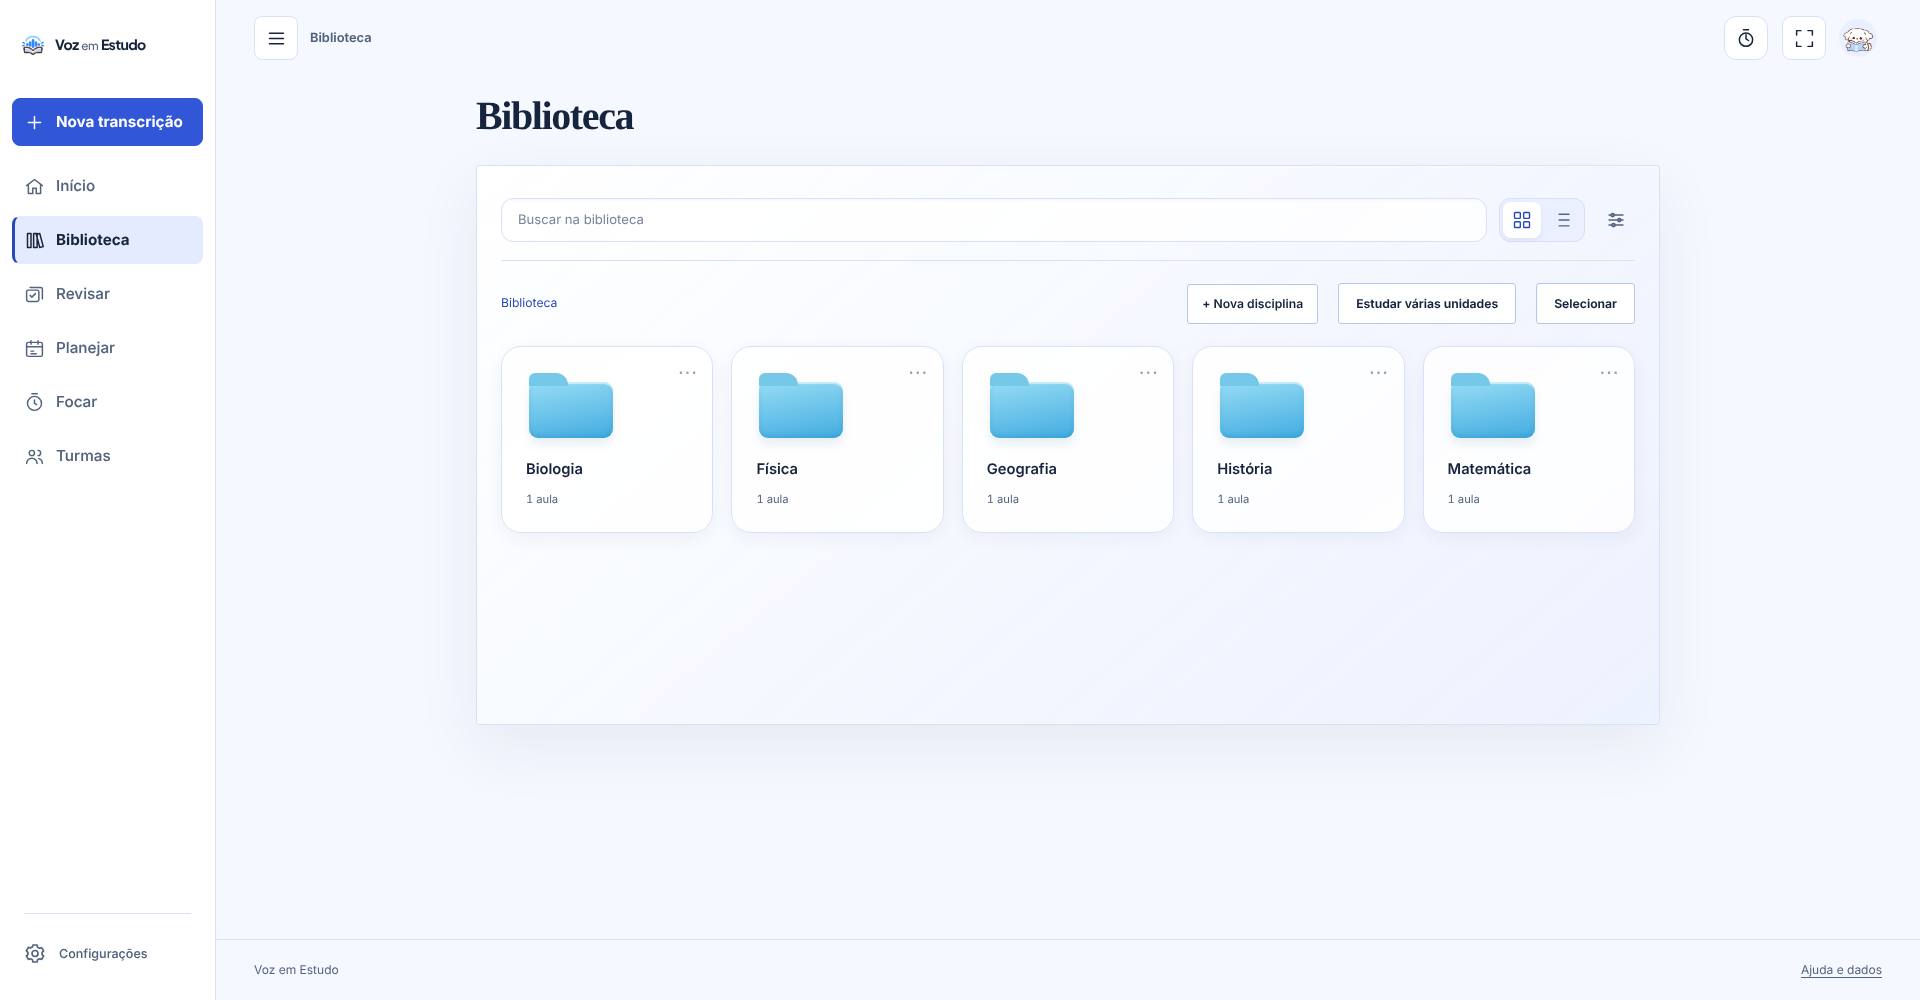 Voz em Estudo
Nova transcrição
Início
Biblioteca
Revisar
Planejar
Focar
Turmas
Configurações
Biblioteca
Biblioteca
Buscar na biblioteca
Biblioteca
+ Nova disciplina
Estudar várias unidades
Selecionar
Biologia
1 aula
Física
1 aula
Geografia
1 aula
História
1 aula
Matemática
1 aula
Voz em Estudo
Ajuda e dados